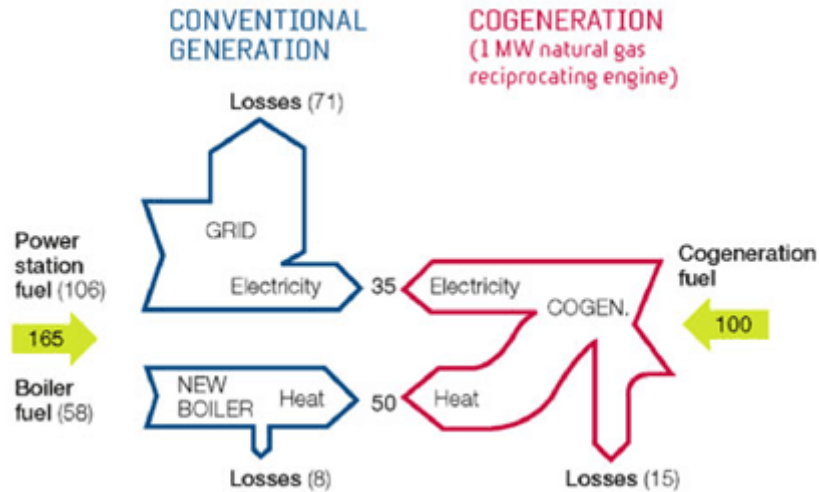 CONVENTIONAL
GENERATION
COGENERATION
(1 MW natural gas
reciprocating engine)
Losses (71)
GRID
Power
station
fuel (106)
Electricity
35
Electricity
Cogeneration
fuel
COGEN.
165
100
Boiler
fuel (58)
NEW
BOILER
Heat
50
Heat
Losses (8)
Losses (15)